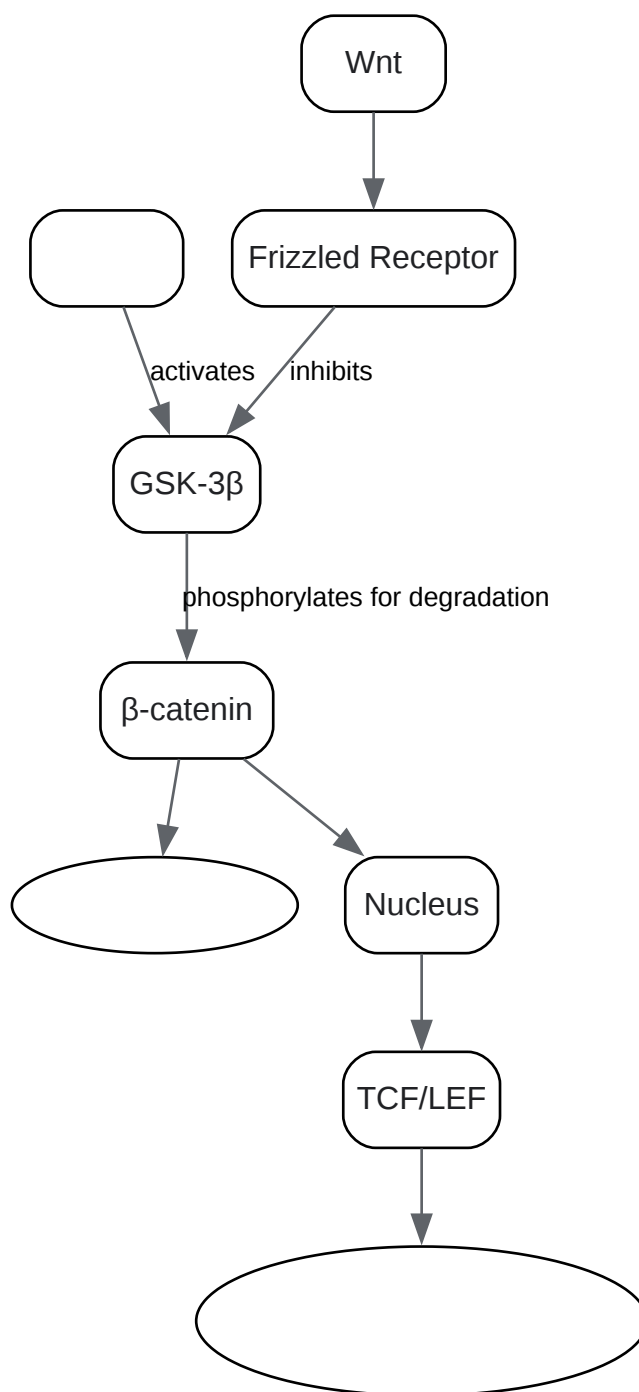 Wnt
Frizzled Receptor
activates
inhibits
GSK-3β
phosphorylates for degradation
β-catenin
Nucleus
TCF/LEF